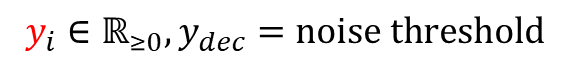 yᵢ ∈ ℝ≥0, y_dec = noise threshold